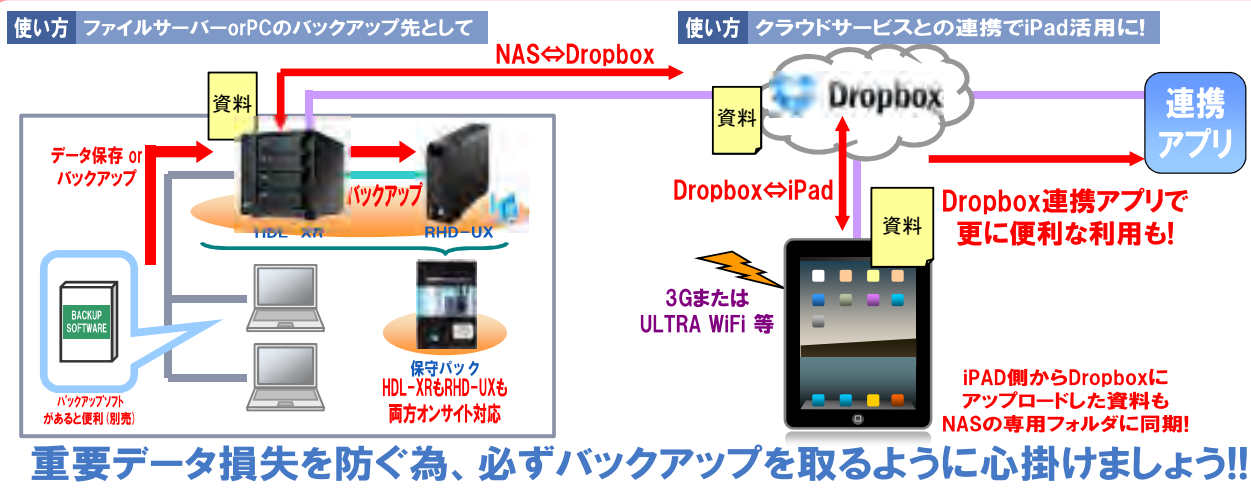 使い方 ファイルサーバーorPCのバックアップ先として
NAS⇔Dropbox
資料
データ保存 or
バックアップ
バックアップ
HDL-XR
RHD-UX
BACKUP
SOFTWARE
バックアップソフト
があると便利(別売)
保守パック
HDL-XRもRHD-UXも
両方オンサイト対応
使い方 クラウドサービスとの連携でiPad活用に!
Dropbox
資料
連携
アプリ
Dropbox⇔iPad
資料
Dropbox連携アプリで
更に便利な利用も!
3Gまたは
ULTRA WiFi 等
iPAD側からDropboxに
アップロードした資料も
NASの専用フォルダに同期!
重要データ損失を防ぐ為、必ずバックアップを取るように心掛けましょう!!